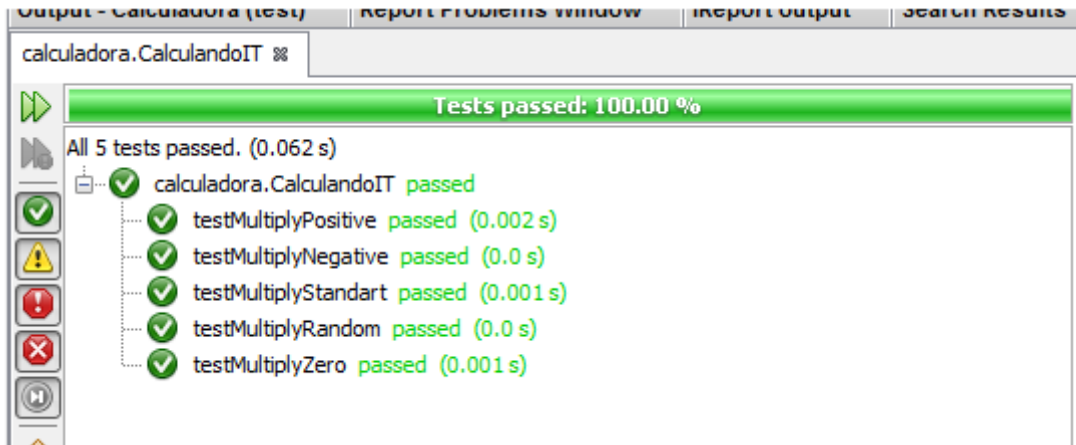 Output - Calculadora (test) Report Problems Window iReport output Search Results
calculadora.CalculandoIT
Tests passed: 100.00 %
All 5 tests passed. (0.062 s)
calculadora.CalculandoIT passed
testMultiplyPositive passed (0.002 s)
testMultiplyNegative passed (0.0 s)
testMultiplyStandart passed (0.001 s)
testMultiplyRandom passed (0.0 s)
testMultiplyZero passed (0.001 s)